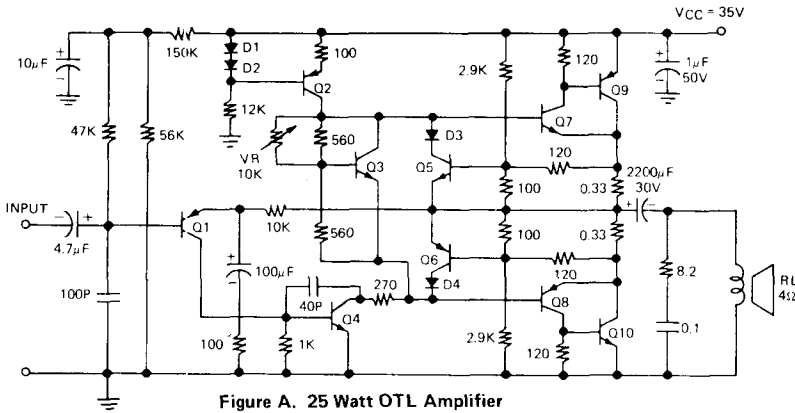 VCC = 35V
150K
D1
D2
100
120
2.9K
10μF
+
-
1μF
50V
+
-
Q2
Q9
12K
Q7
47K
56K
VR
10K
560
Q3
D3
Q5
120
2200μF
30V
100
0.33
INPUT
- +
4.7μF
Q1
10K
+ -
560
100
0.33
Q6
+
-
100μF
120
8.2
RL
4Ω
100P
40P
270
D4
Q8
Q4
100
1K
2.9K
120
Q10
0.1
Figure A. 25 Watt OTL Amplifier